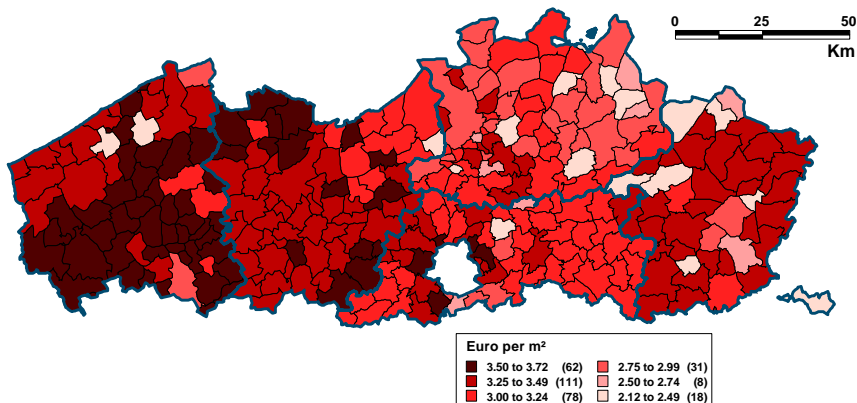 0 25 50
Km
Euro per m²
3.50 to 3.72 (62) 2.75 to 2.99 (31)
3.25 to 3.49 (111) 2.50 to 2.74 (8)
3.00 to 3.24 (78) 2.12 to 2.49 (18)